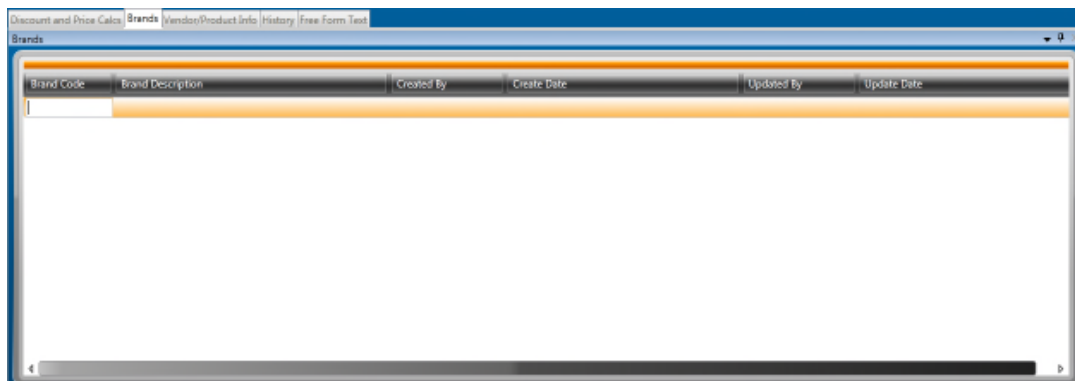 Discount and Price Calcs Brands Vendor/Product Info History Free Form Text
Brands
Brand Code Brand Description Created By Create Date Updated By Update Date